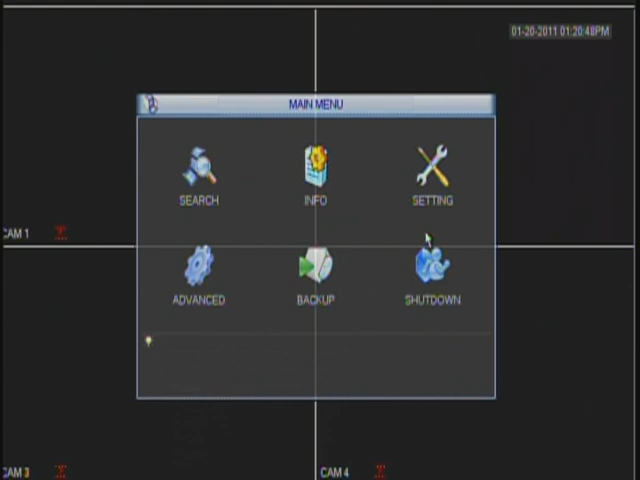 01-20-2011 01:20:48PM
MAIN MENU
SEARCH
INFO
SETTING
CAM 1
ADVANCED
BACKUP
SHUTDOWN
CAM 3
CAM 4